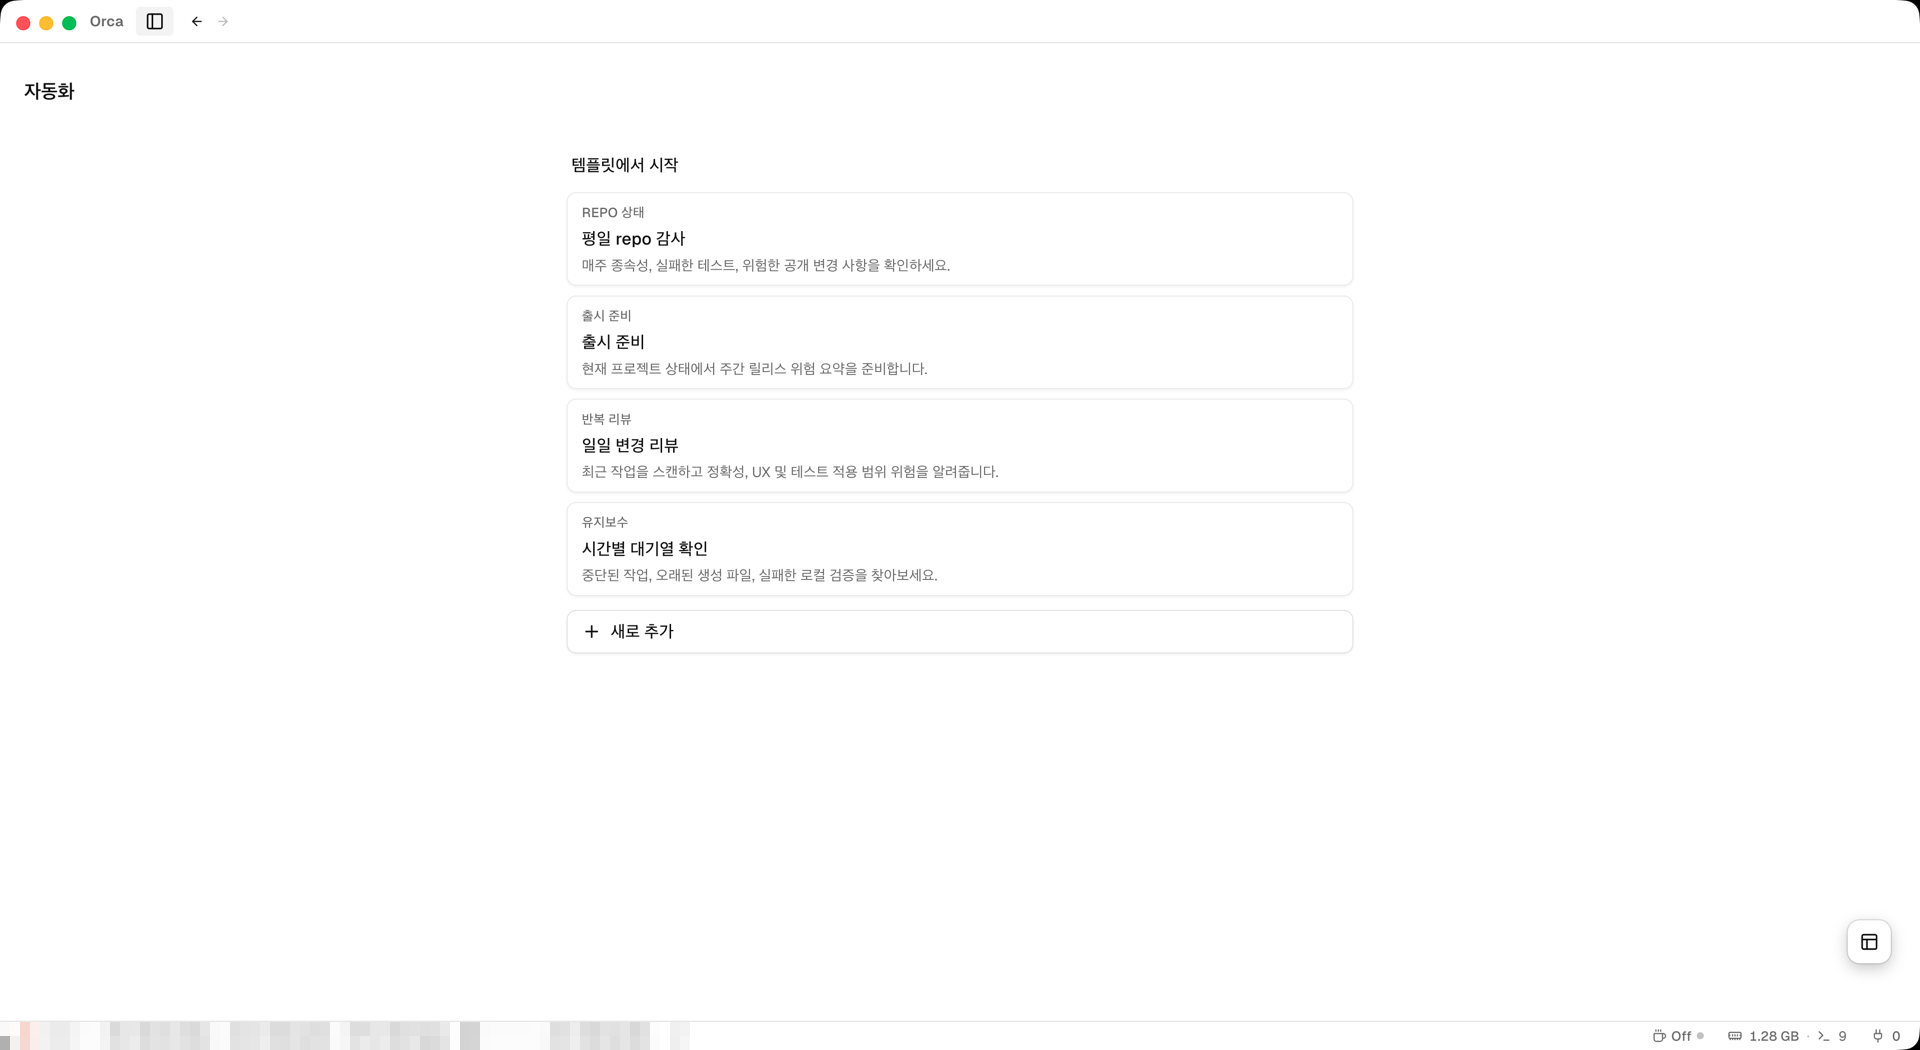 Orca
자동화
템플릿에서 시작
REPO 상태
평일 repo 감사
매주 종속성, 실패한 테스트, 위험한 공개 변경 사항을 확인하세요.
출시 준비
출시 준비
현재 프로젝트 상태에서 주간 릴리스 위험 요약을 준비합니다.
반복 리뷰
일일 변경 리뷰
최근 작업을 스캔하고 정확성, UX 및 테스트 적용 범위 위험을 알려줍니다.
유지보수
시간별 대기열 확인
중단된 작업, 오래된 생성 파일, 실패한 로컬 검증을 찾아보세요.
새로 추가
Off 1.28 GB · 9 0